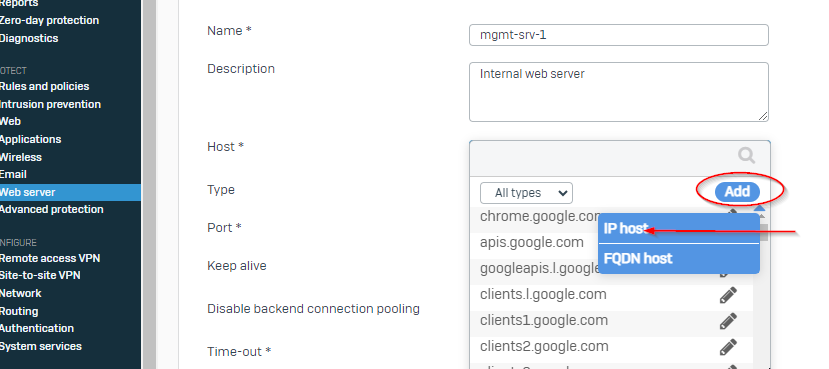 Reports
Zero-day protection
Diagnostics
OTECT
Rules and policies
Intrusion prevention
Web
Applications
Wireless
Email
Web server
Advanced protection
NFIGURE
Remote access VPN
Site-to-site VPN
Network
Routing
Authentication
System services
Name *
mgmt-srv-1
Description
Internal web server
Host *
Type
All types
Add
Port *
Keep alive
Disable backend connection pooling
Time-out *
chrome.google.com
IP host
apis.google.com
FQDN host
googleapis.l.google
clients.l.google.com
clients1.google.com
clients2.google.com